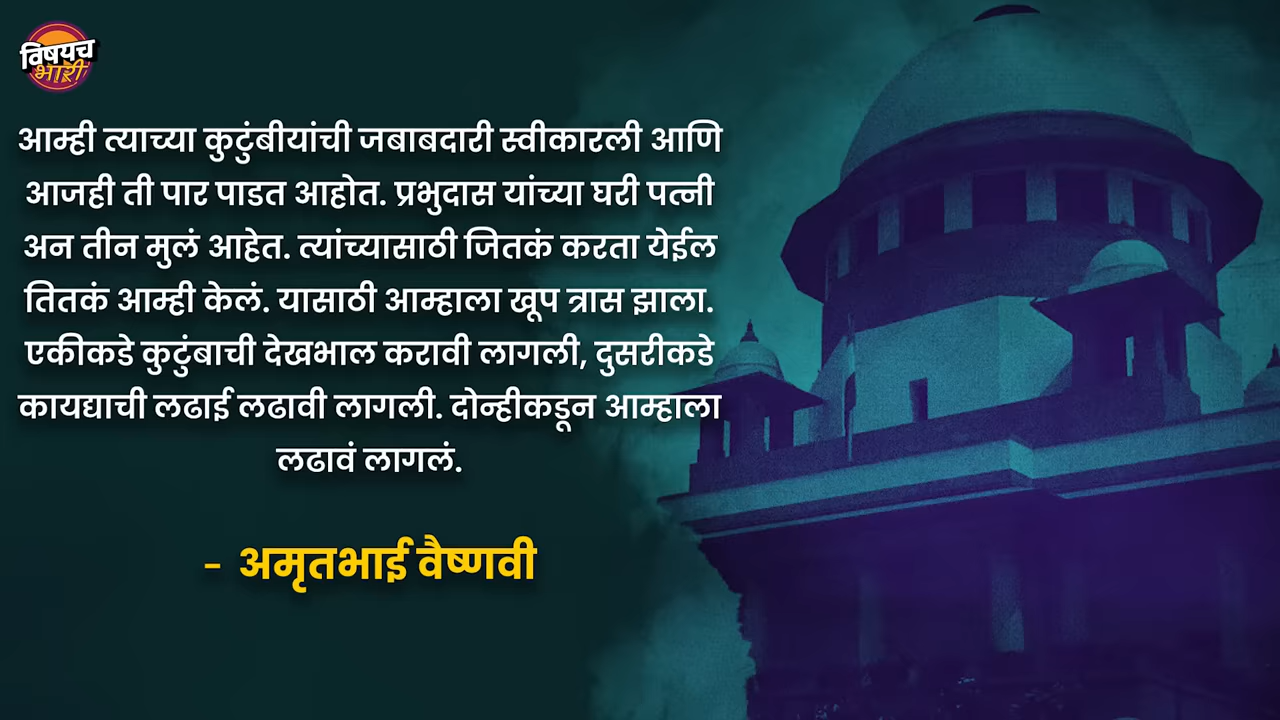 विषयच
भारी
आम्ही त्याच्या कुटुंबीयांची जबाबदारी स्वीकारली आणि
आजही ती पार पाडत आहोत. प्रभुदास यांच्या घरी पत्नी
अन तीन मुलं आहेत. त्यांच्यासाठी जितकं करता येईल
तितकं आम्ही केलं. यासाठी आम्हाला खूप त्रास झाला.
एकीकडे कुटुंबाची देखभाल करावी लागली, दुसरीकडे
कायद्याची लढाई लढावी लागली. दोन्हीकडून आम्हाला
लढावं लागलं.
- अमृतभाई वैष्णवी